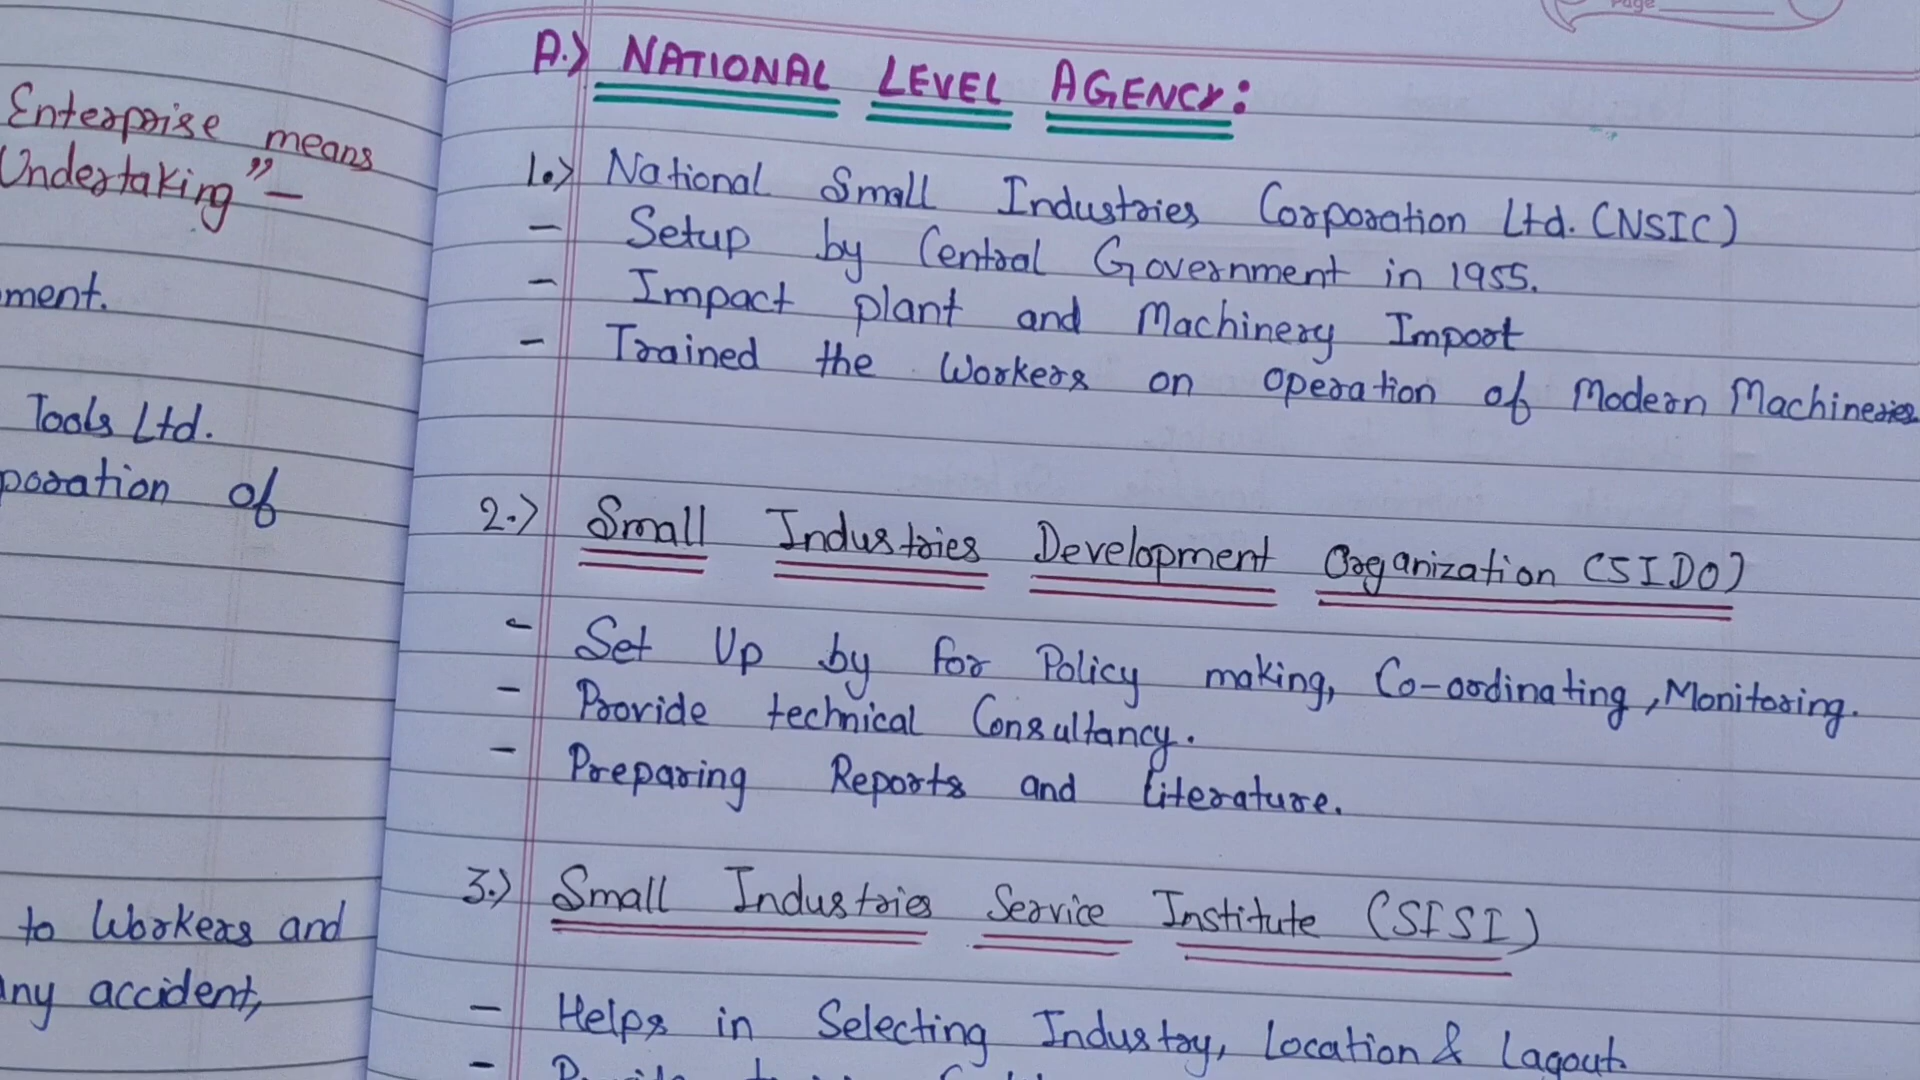 Page
Enterprise means
Undertaking" –
ment.
Tools Ltd.
poration of
to Workers and
any accident,
A.) NATIONAL LEVEL AGENCY:
1.) National Small Industries Corporation Ltd. (NSIC)
- Setup by Central Government in 1955.
- Impact plant and Machinery Import
- Trained the Workers on operation of Modern Machineries
2.) Small Industries Development Organization (SIDO)
- Set Up by for Policy making, Co-ordinating, Monitoring.
- Provide technical Consultancy.
- Preparing Reports and literature.
3.) Small Industries Service Institute (SISI)
- Helps in Selecting Industry, Location & Lagout.